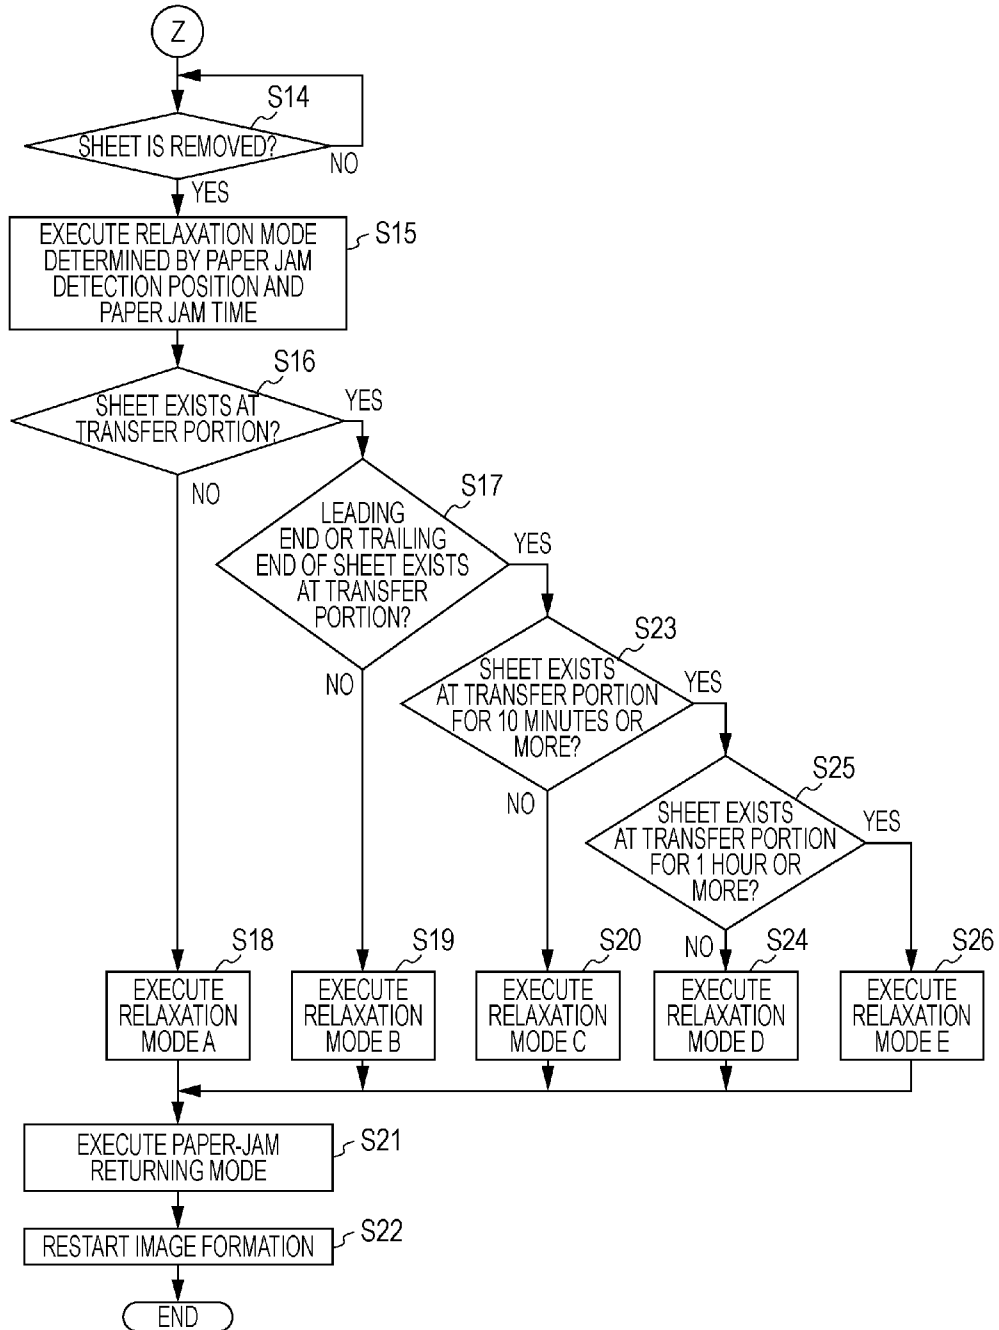 Z
S14
SHEET IS REMOVED?
NO
YES
EXECUTE RELAXATION MODE
DETERMINED BY PAPER JAM
DETECTION POSITION AND
PAPER JAM TIME
S15
S16
SHEET EXISTS AT
TRANSFER PORTION?
YES
NO
S17
LEADING
END OR TRAILING
END OF SHEET EXISTS
AT TRANSFER
PORTION?
YES
NO
S23
SHEET EXISTS
AT TRANSFER PORTION
FOR 10 MINUTES OR
MORE?
YES
NO
S25
SHEET EXISTS
AT TRANSFER PORTION
FOR 1 HOUR OR
MORE?
YES
NO
S18
EXECUTE
RELAXATION
MODE A
S19
EXECUTE
RELAXATION
MODE B
S20
EXECUTE
RELAXATION
MODE C
S24
EXECUTE
RELAXATION
MODE D
S26
EXECUTE
RELAXATION
MODE E
EXECUTE PAPER-JAM
RETURNING MODE
S21
RESTART IMAGE FORMATION
S22
END